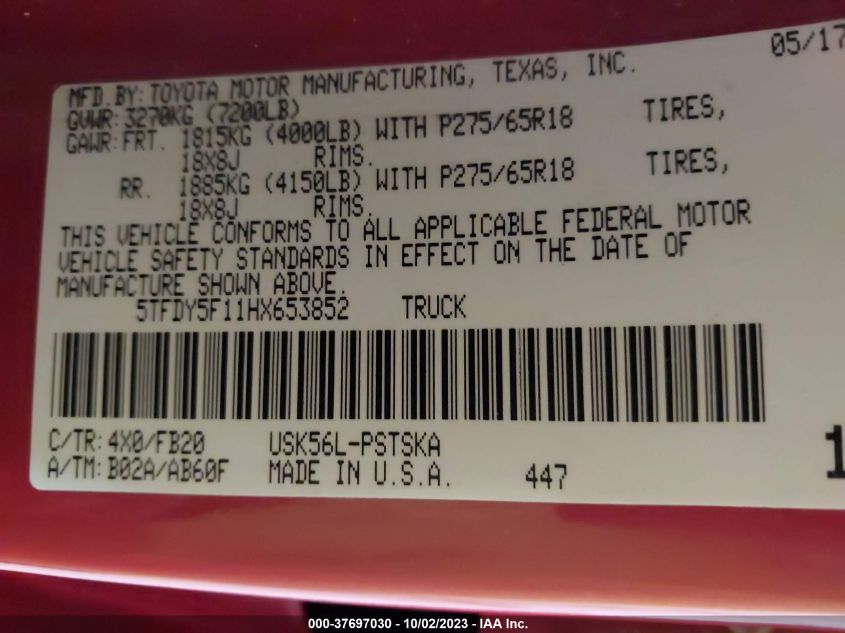 05/17
MFD.BY: TOYOTA MOTOR MANUFACTURING, TEXAS, INC.
GVWR: 3270KG (7200LB)
GAWR: FRT. 1815KG (4000LB) WITH P275/65R18 TIRES,
18X8J RIMS.
RR. 1885KG (4150LB) WITH P275/65R18 TIRES,
18X8J RIMS.
THIS VEHICLE CONFORMS TO ALL APPLICABLE FEDERAL MOTOR
VEHICLE SAFETY STANDARDS IN EFFECT ON THE DATE OF
MANUFACTURE SHOWN ABOVE.
5TFDY5F11HX653852 TRUCK
C/TR: 4X0/FB20 USK56L-PSTSKA
A/TM: B02A/AB60F MADE IN U.S.A. 447
1
000-37697030 - 10/02/2023 - IAA Inc.